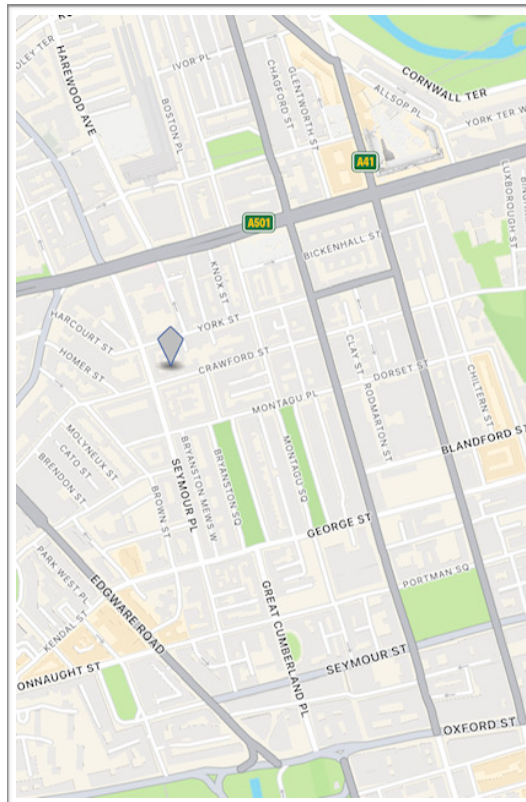 IVOR PL
CHAGFORD ST
GLENTWORTH ST
CORNWALL TER
ALLSOP PL
HAREWOOD AVE
BOSTON PL
YORK TER
A41
LUXBOROUGH ST
A501
BICKENHALL ST
KNOX ST
YORK ST
HARCOURT ST
CRAWFORD ST
HOMER ST
CLAY ST
DORSET ST
RODMARTON ST
CHILTERN ST
MONTAGU PL
MOLYNEUX ST
CATO ST
BRENDON ST
BROWN ST
SEYMOUR PL
BRYANSTON MEWS W
BRYANSTON SQ
MONTAGU SQ
BLANDFORD ST
GEORGE ST
PARK WEST PL
KENDAL ST
EDGWARE ROAD
GREAT CUMBERLAND PL
PORTMAN SQ
ONNAUGHT ST
SEYMOUR ST
OXFORD ST